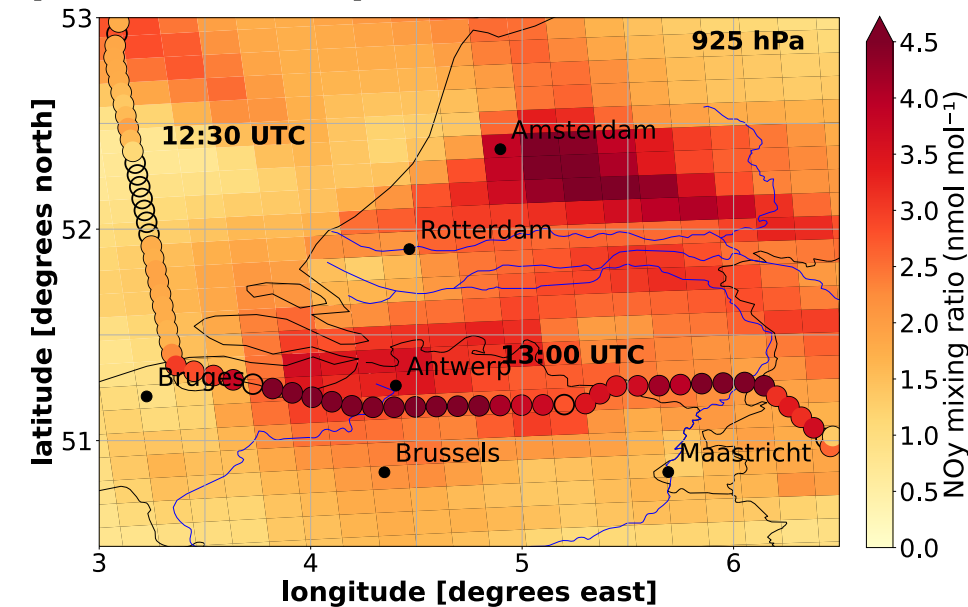 53
925 hPa
4.5
12:30 UTC
Amsterdam
4.0
3.5
3.0
52
Rotterdam
2.5
2.0
13:00 UTC
Antwerp
Bruges
1.5
51
Brussels
Maastricht
1.0
0.5
0.0
3
4
5
6
longitude [degrees east]
latitude [degrees north]
NOy mixing ratio (nmol mol⁻¹)